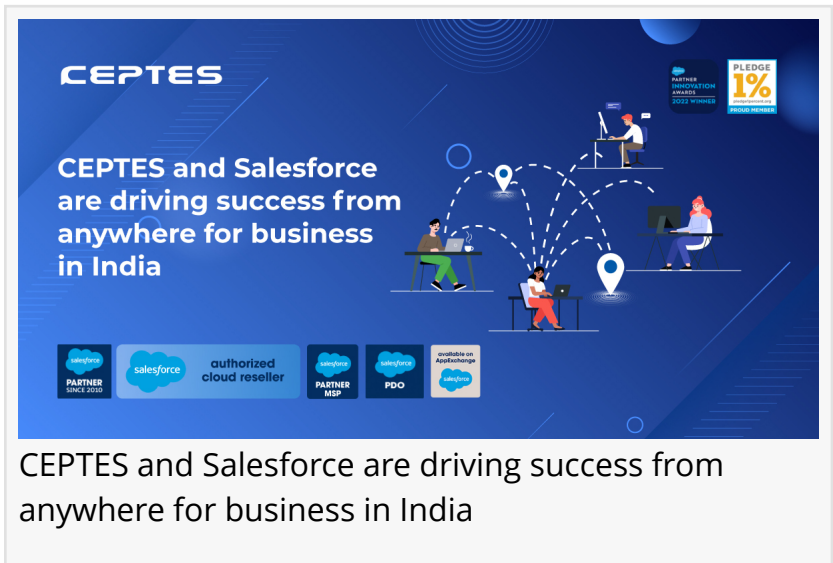 CEPTES
PARTNER
INNOVATION
AWARDS
2022 WINNER
PLEDGE
1%
pledge1percent.org
PROUD MEMBER
CEPTES and Salesforce
are driving success from
anywhere for business
in India
salesforce
PARTNER
SINCE 2010
salesforce
authorized
cloud reseller
salesforce
PARTNER
MSP
salesforce
PDO
available on
AppExchange
salesforce
CEPTES and Salesforce are driving success from
anywhere for business in India